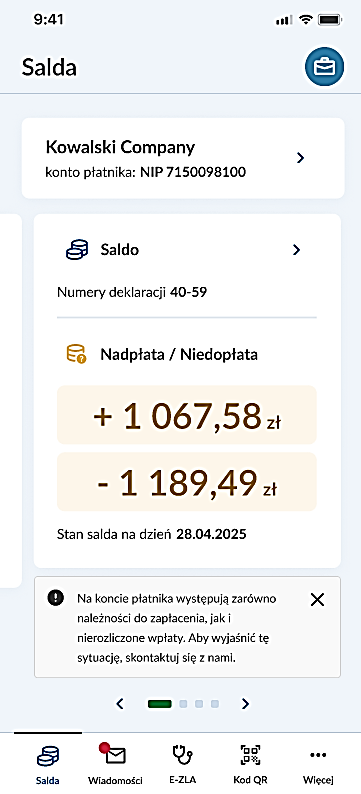 9:41
Salda
Kowalski Company
konto płatnika: NIP 7150098100
Saldo
Numery deklaracji 40-59
Nadpłata / Niedopłata
+ 1 067,58 zł
- 1 189,49 zł
Stan salda na dzień 28.04.2025
Na koncie płatnika występują zarówno
należności do zapłacenia, jak i
nierozliczone wpłaty. Aby wyjaśnić tę
sytuację, skontaktuj się z nami.
Salda Wiadomości E-ZLA Kod QR Więcej